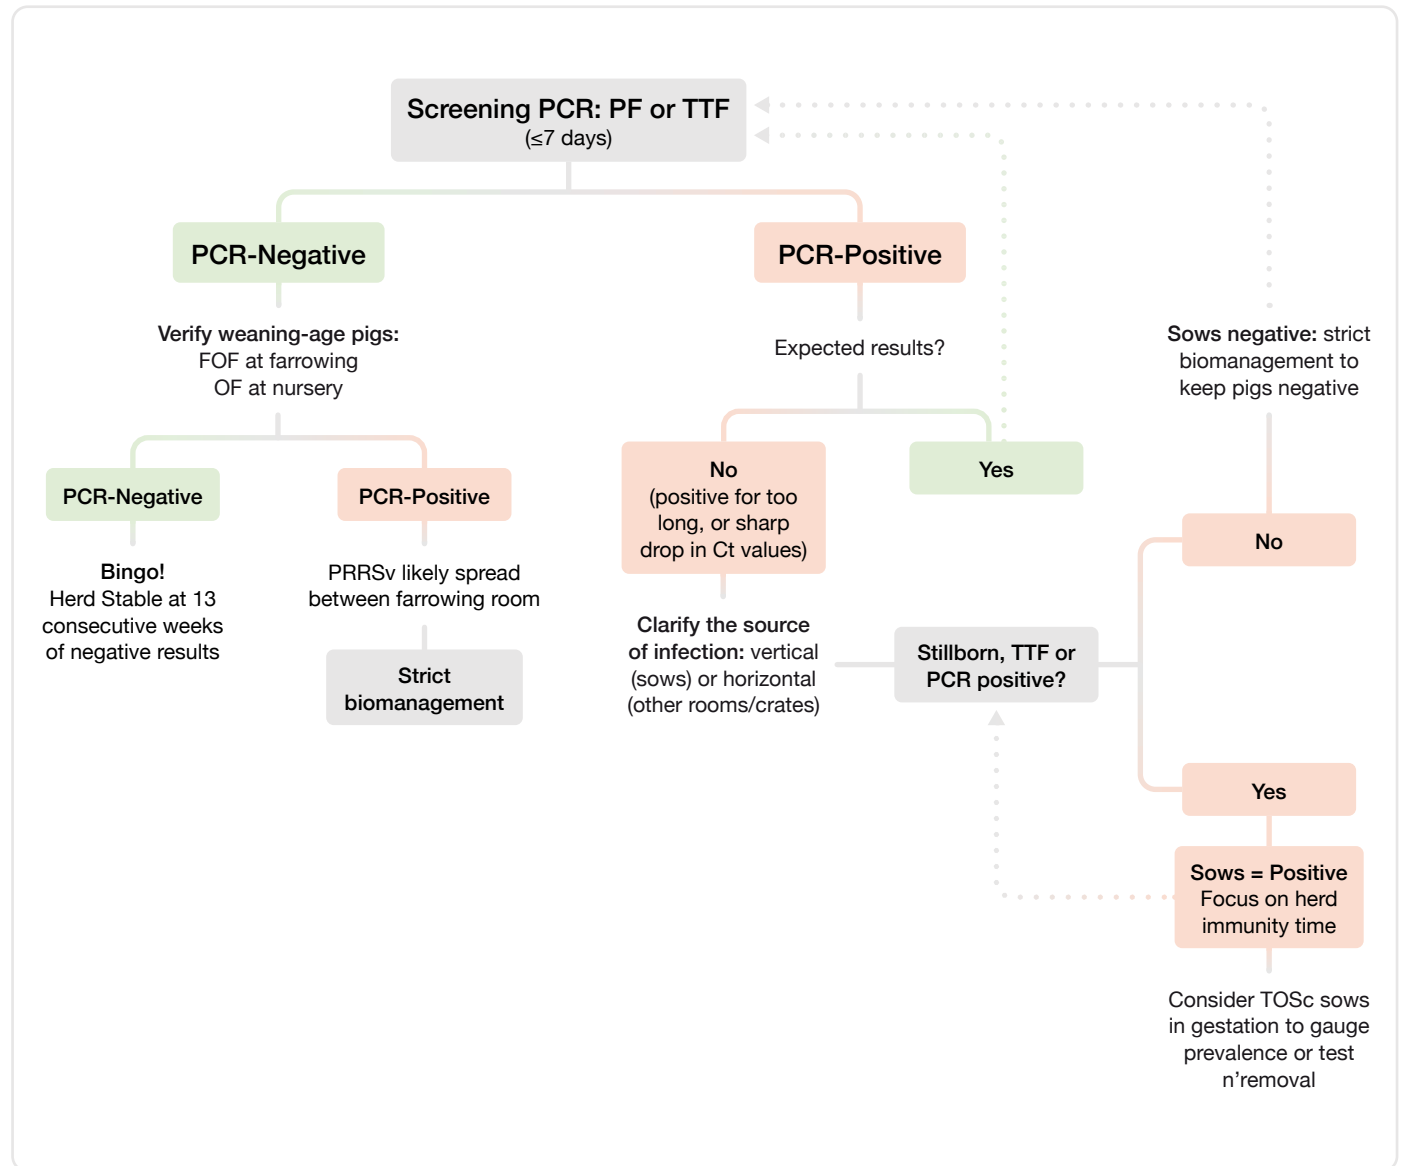 Screening PCR: PF or TTF
(≤7 days)
PCR-Negative
PCR-Positive
Verify weaning-age pigs:
FOF at farrowing
OF at nursery
Expected results?
Sows negative: strict
biomanagement to
keep pigs negative
PCR-Negative
PCR-Positive
No
(positive for too
long, or sharp
drop in Ct values)
Yes
No
Bingo!
Herd Stable at 13
consecutive weeks
of negative results
PRRSv likely spread
between farrowing room
Strict
biomanagement
Clarify the source
of infection: vertical
(sows) or horizontal
(other rooms/crates)
Stillborn, TTF or
PCR positive?
Yes
Sows = Positive
Focus on herd
immunity time
Consider TOSc sows
in gestation to gauge
prevalence or test
n’removal